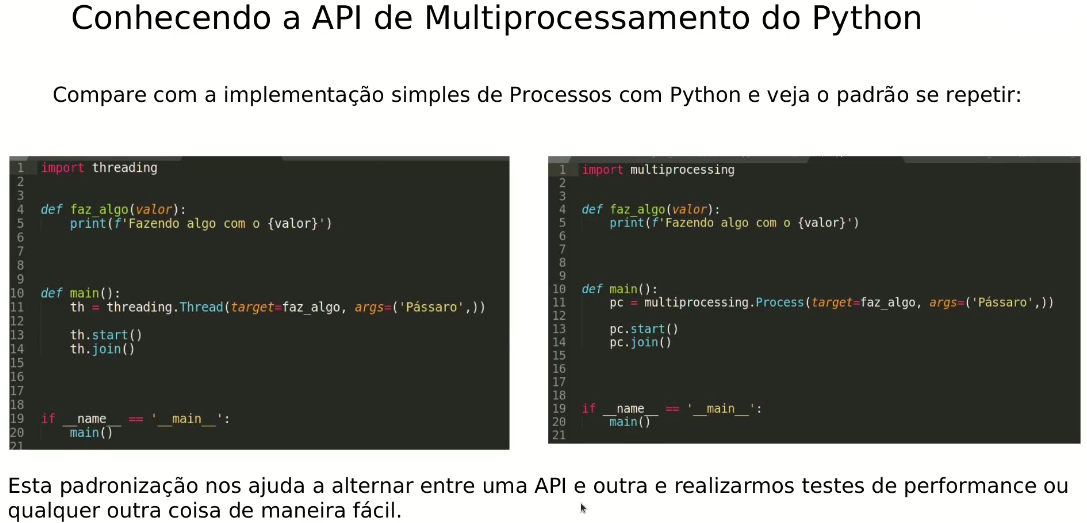 Conhecendo a API de Multiprocessamento do Python
Compare com a implementação simples de Processos com Python e veja o padrão se repetir:
1 import threading
2
3
4 def faz_algo(valor):
5     print(f'Fazendo algo com o {valor}')
6
7
8
9
10 def main():
11     th = threading.Thread(target=faz_algo, args=('Pássaro',))
12
13     th.start()
14     th.join()
15
16
17
18
19 if __name__ == '__main__':
20     main()
21
1 import multiprocessing
2
3
4 def faz_algo(valor):
5     print(f'Fazendo algo com o {valor}')
6
7
8
9
10 def main():
11     pc = multiprocessing.Process(target=faz_algo, args=('Pássaro',))
12
13     pc.start()
14     pc.join()
15
16
17
18
19 if __name__ == '__main__':
20     main()
21
Esta padronização nos ajuda a alternar entre uma API e outra e realizarmos testes de performance ou
qualquer outra coisa de maneira fácil.